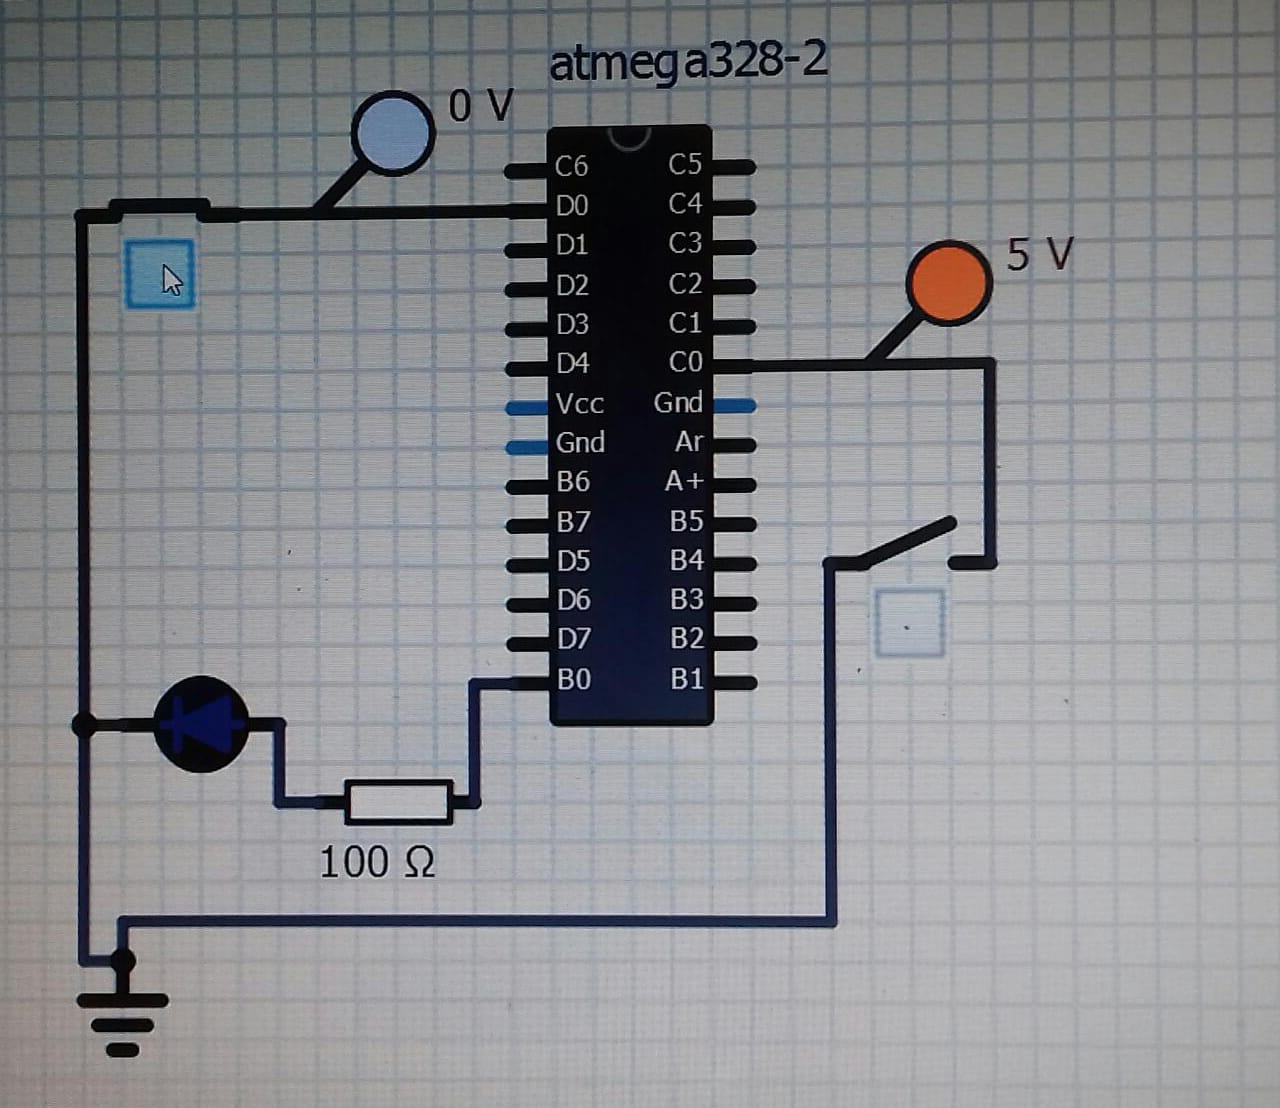 atmega328-2
0 V
C6 C5
D0 C4
D1 C3
D2 C2
D3 C1
D4 C0
Vcc Gnd
Gnd Ar
B6 A+
B7 B5
D5 B4
D6 B3
D7 B2
B0 B1
5 V
100 Ω